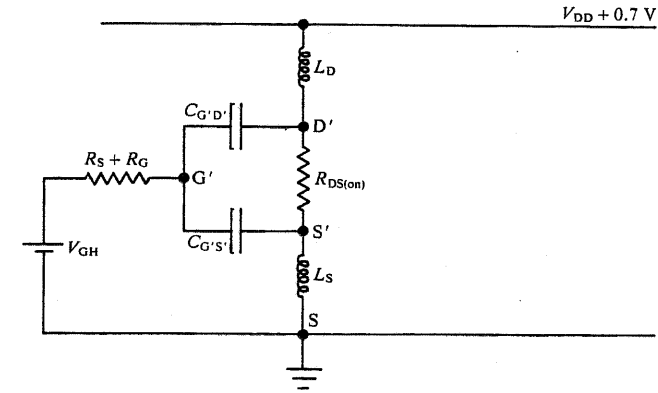 V_DD + 0.7 V
L_D
C_G'D'
D'
R_S + R_G
G'
R_DS(on)
C_G'S'
S'
V_GH
L_S
S